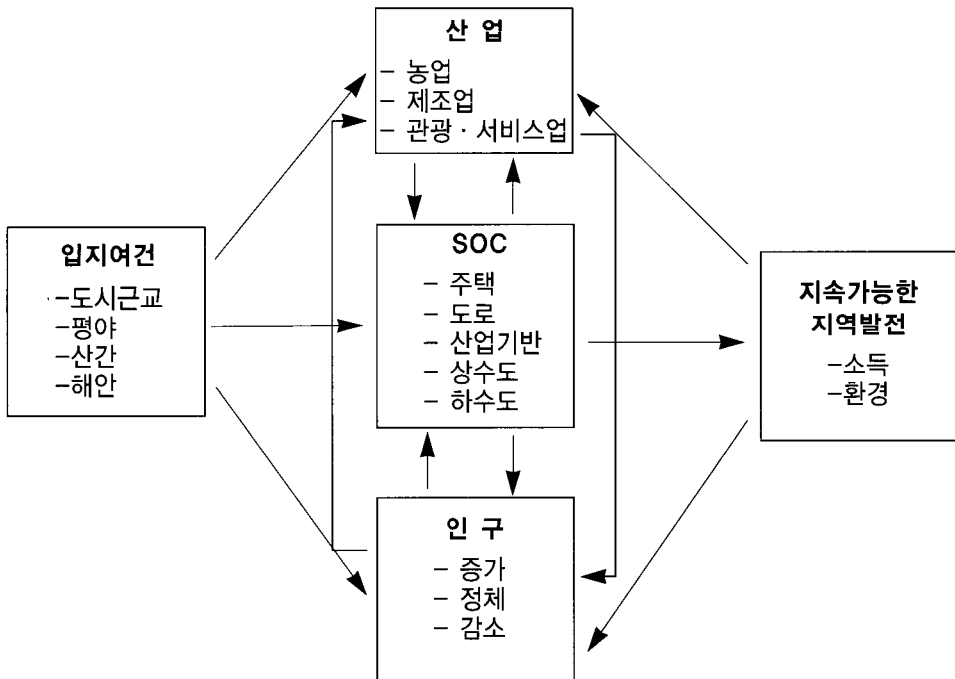 산 업
– 농업
– 제조업
– 관광 · 서비스업
입지여건
–도시근교
–평야
–산간
–해안
SOC
– 주택
– 도로
– 산업기반
– 상수도
– 하수도
지속가능한
지역발전
–소득
–환경
인 구
– 증가
– 정체
– 감소